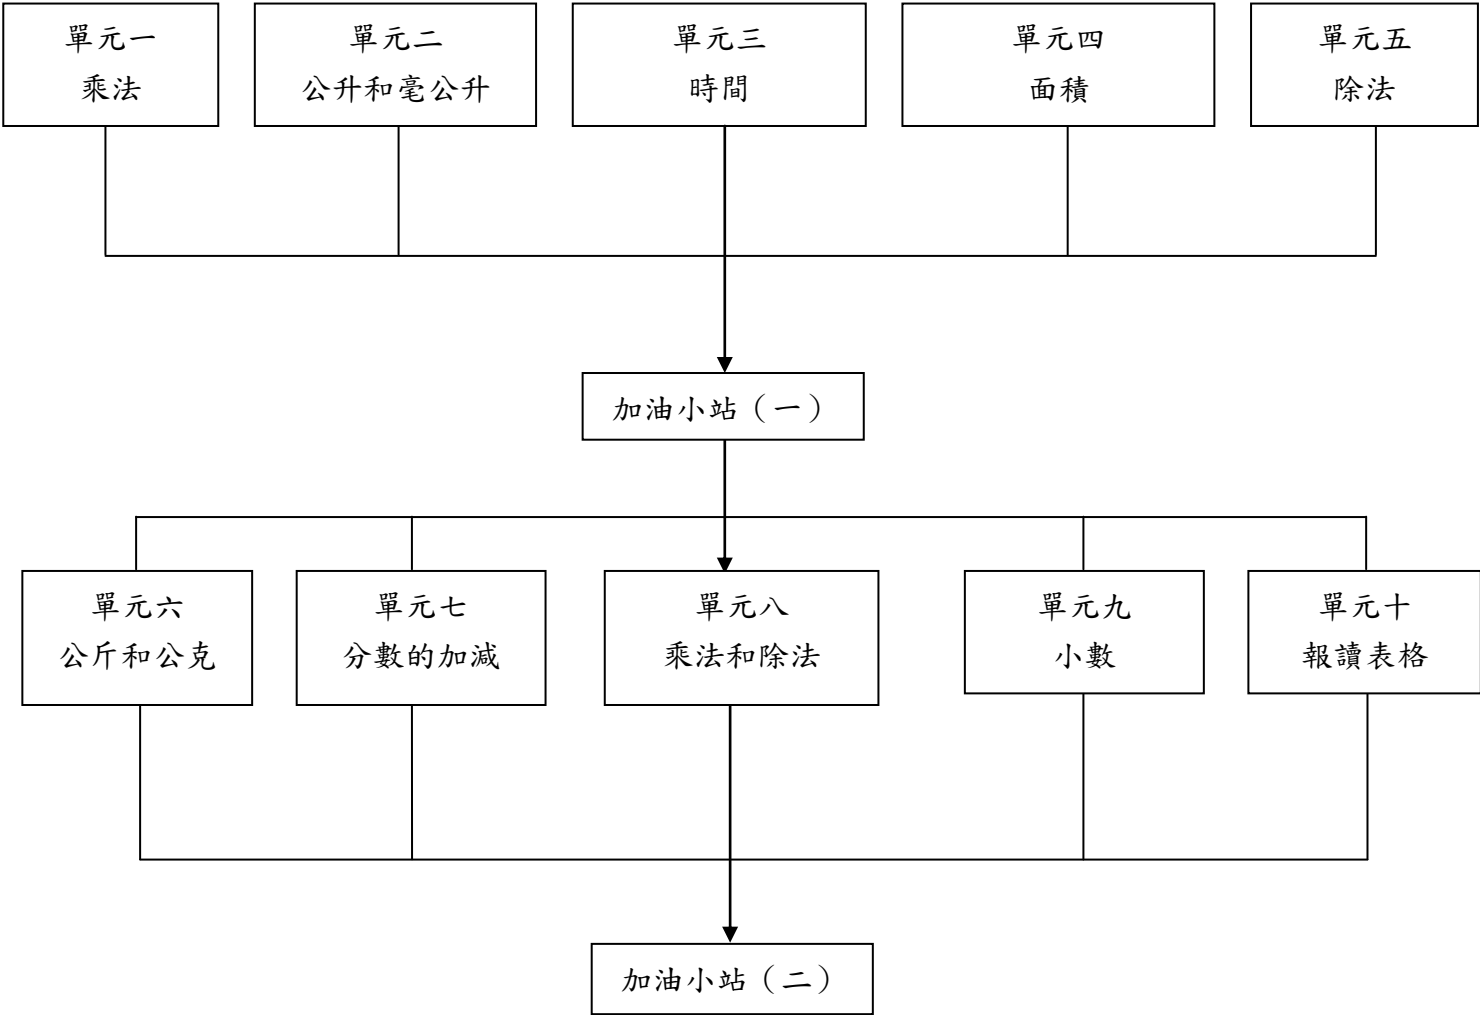 單元一
乘法
單元二
公升和毫公升
單元三
時間
單元四
面積
單元五
除法
加油小站（一）
單元六
公斤和公克
單元七
分數的加減
單元八
乘法和除法
單元九
小數
單元十
報讀表格
加油小站（二）